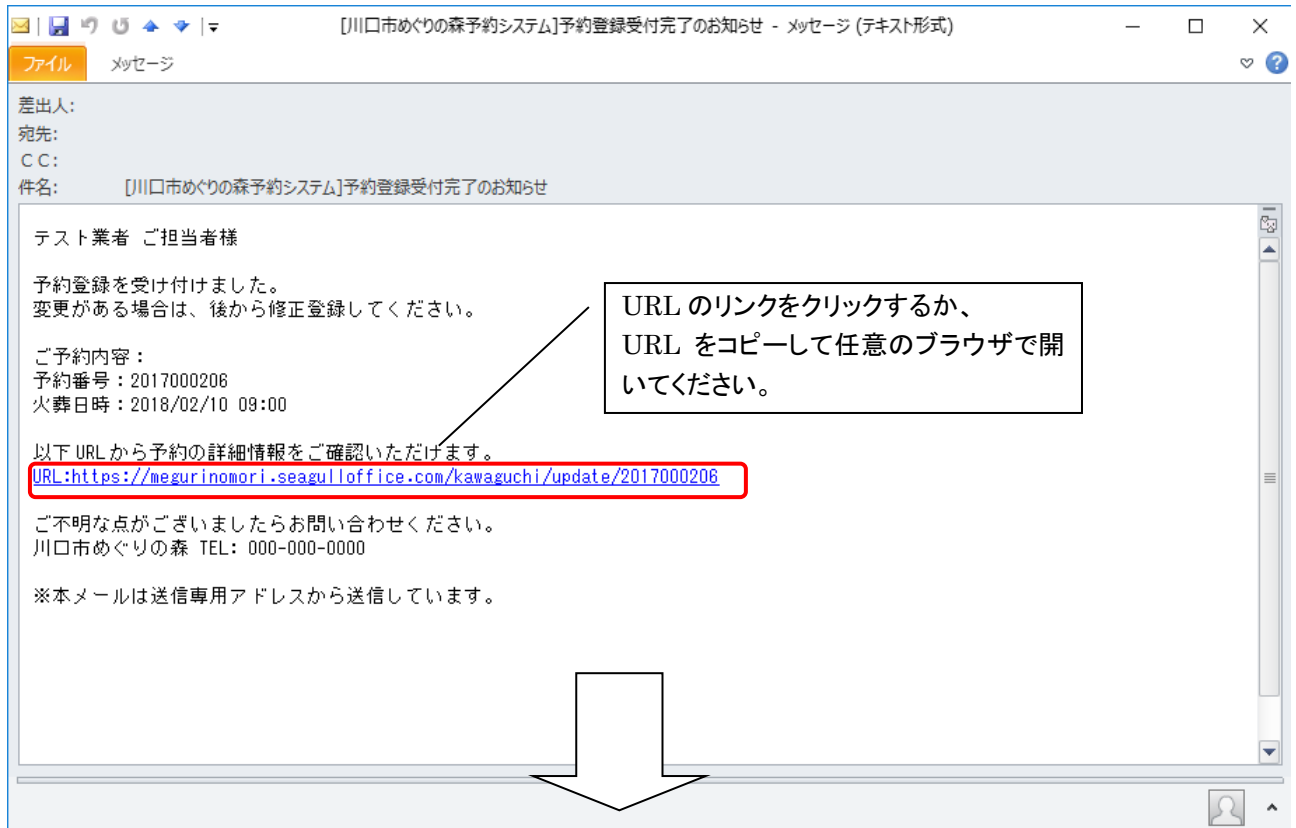 [川口市めぐりの森予約システム]予約登録受付完了のお知らせ - メッセージ (テキスト形式)
ファイル メッセージ
差出人:
宛先:
ＣＣ:
件名: [川口市めぐりの森予約システム]予約登録受付完了のお知らせ
テスト業者 ご担当者様
予約登録を受け付けました。
変更がある場合は、後から修正登録してください。
ご予約内容：
予約番号：2017000206
火葬日時：2018/02/10 09:00
以下 URL から予約の詳細情報をご確認いただけます。
URL:https://megurinomori.seagulloffice.com/kawaguchi/update/2017000206
ご不明な点がございましたらお問い合わせください。
川口市めぐりの森 TEL: 000-000-0000
※本メールは送信専用アドレスから送信しています。
URL のリンクをクリックするか、
URL をコピーして任意のブラウザで開
いてください。